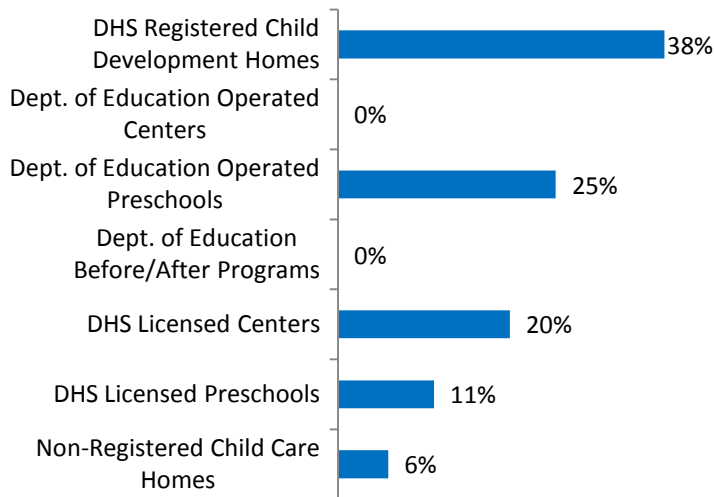 DHS Registered Child
Development Homes
38%
Dept. of Education Operated
Centers
0%
Dept. of Education Operated
Preschools
25%
Dept. of Education
Before/After Programs
0%
DHS Licensed Centers
20%
DHS Licensed Preschools
11%
Non-Registered Child Care
Homes
6%